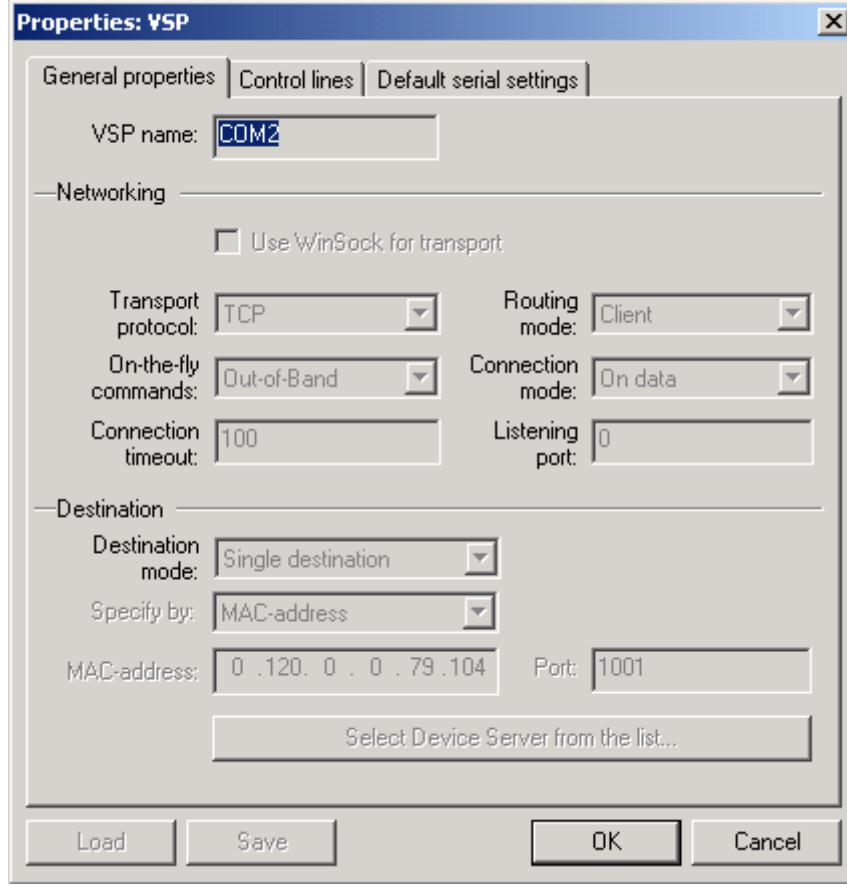 Properties: VSP
General properties Control lines Default serial settings
VSP name: COM2
Networking
Use WinSock for transport
Transport protocol: TCP Routing mode: Client
On-the-fly commands: Out-of-Band Connection mode: On data
Connection timeout: 100 Listening port: 0
Destination
Destination mode: Single destination
Specify by: MAC-address
MAC-address: 0 .120. 0 . 0 . 79 .104 Port: 1001
Select Device Server from the list...
Load Save OK Cancel